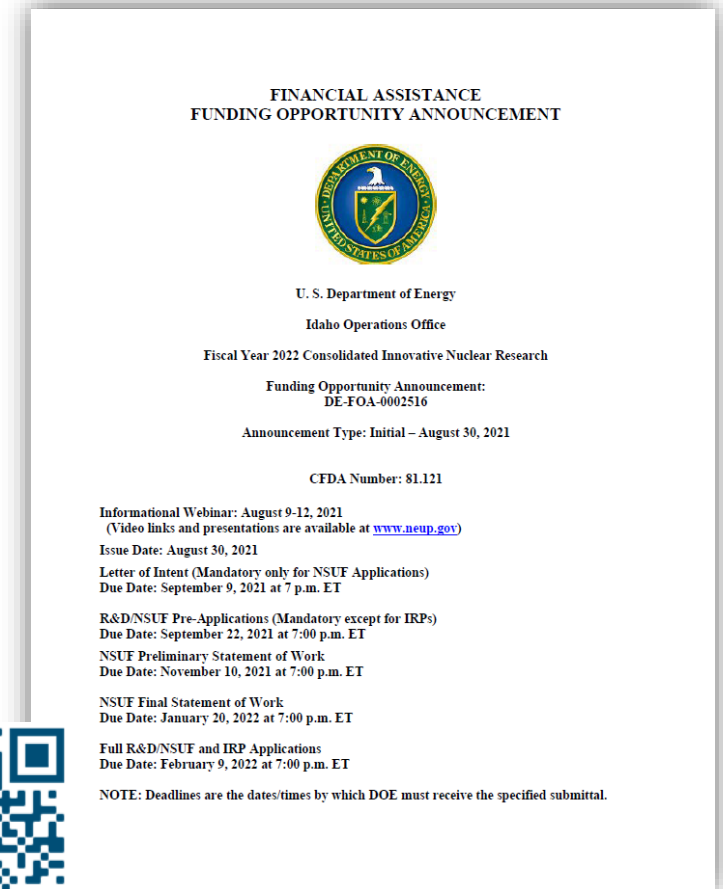 FINANCIAL ASSISTANCE
FUNDING OPPORTUNITY ANNOUNCEMENT
DEPARTMENT OF ENERGY
UNITED STATES OF AMERICA
U. S. Department of Energy
Idaho Operations Office
Fiscal Year 2022 Consolidated Innovative Nuclear Research
Funding Opportunity Announcement:
DE-FOA-0002516
Announcement Type: Initial – August 30, 2021
CFDA Number: 81.121
Informational Webinar: August 9-12, 2021
(Video links and presentations are available at www.neup.gov)
Issue Date: August 30, 2021
Letter of Intent (Mandatory only for NSUF Applications)
Due Date: September 9, 2021 at 7 p.m. ET
R&D/NSUF Pre-Applications (Mandatory except for IRPs)
Due Date: September 22, 2021 at 7:00 p.m. ET
NSUF Preliminary Statement of Work
Due Date: November 10, 2021 at 7:00 p.m. ET
NSUF Final Statement of Work
Due Date: January 20, 2022 at 7:00 p.m. ET
Full R&D/NSUF and IRP Applications
Due Date: February 9, 2022 at 7:00 p.m. ET
NOTE: Deadlines are the dates/times by which DOE must receive the specified submittal.